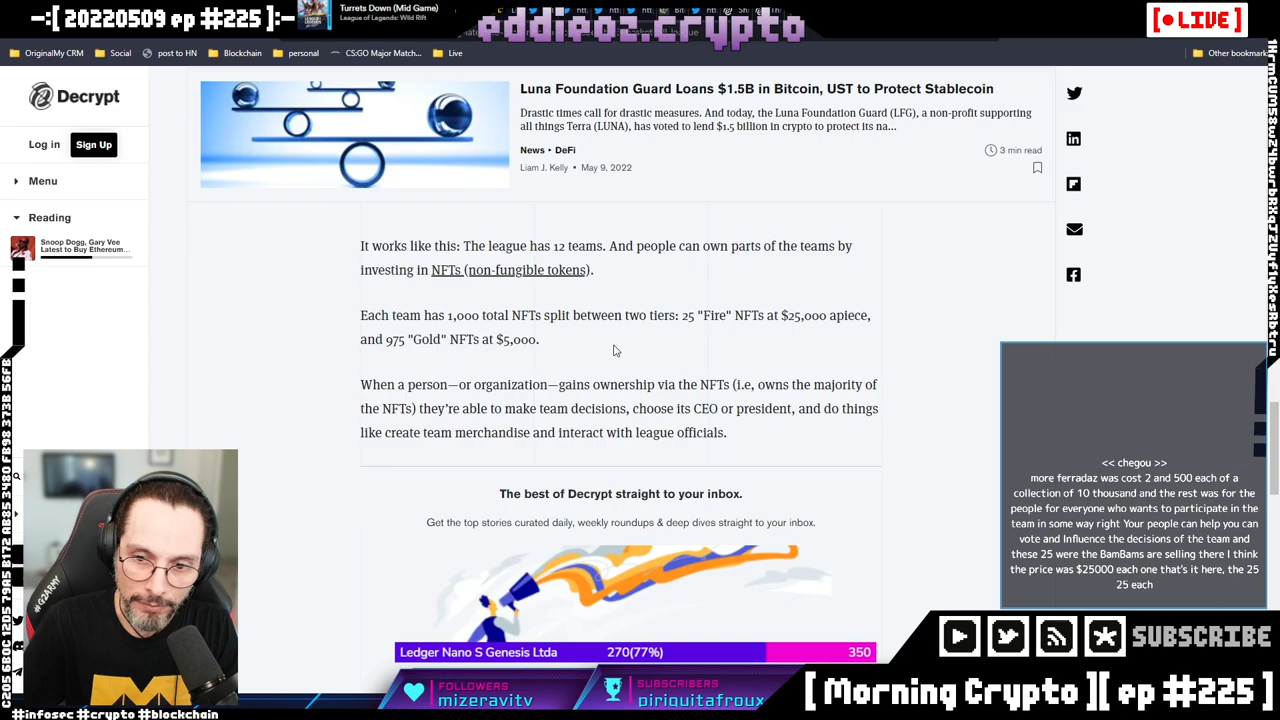 -:[ 20220509 ep #225 ]:-
Turrets Down (Mid Game)
League of Legends: Wild Rift
eddieoz.crypto
[ LIVE ]
OriginalMy CRM
Social
post to HN
Blockchain
personal
CS:GO Major Match...
Live
Other bookmark
Decrypt
Log in
Sign Up
Menu
Reading
Snoop Dogg, Gary Vee
Latest to Buy Ethereum...
Luna Foundation Guard Loans $1.5B in Bitcoin, UST to Protect Stablecoin
Drastic times call for drastic measures. And today, the Luna Foundation Guard (LFG), a non-profit supporting
all things Terra (LUNA), has voted to lend $1.5 billion in crypto to protect its na...
News • DeFi
3 min read
Liam J. Kelly • May 9, 2022
It works like this: The league has 12 teams. And people can own parts of the teams by
investing in NFTs (non-fungible tokens).
Each team has 1,000 total NFTs split between two tiers: 25 "Fire" NFTs at $25,000 apiece,
and 975 "Gold" NFTs at $5,000.
When a person—or organization—gains ownership via the NFTs (i.e, owns the majority of
the NFTs) they're able to make team decisions, choose its CEO or president, and do things
like create team merchandise and interact with league officials.
The best of Decrypt straight to your inbox.
Get the top stories curated daily, weekly roundups & deep dives straight to your inbox.
<< chegou >>
more ferradaz was cost 2 and 500 each of a
collection of 10 thousand and the rest was for the
people for everyone who wants to participate in the
team in some way right Your people can help you can
vote and Influence the decisions of the team and
these 25 were the BamBams are selling there I think
the price was $25000 each one that's it here, the 25
25 each
#G2ARMY
Ledger Nano S Genesis Ltda
270(77%)
350
FOLLOWERS
mizeravitv
SUBSCRIBERS
piriquitafroux
SUBSCRIBE
[ Morning Crypto ][ ep #225 ]
#infosec #crypto #blockchain